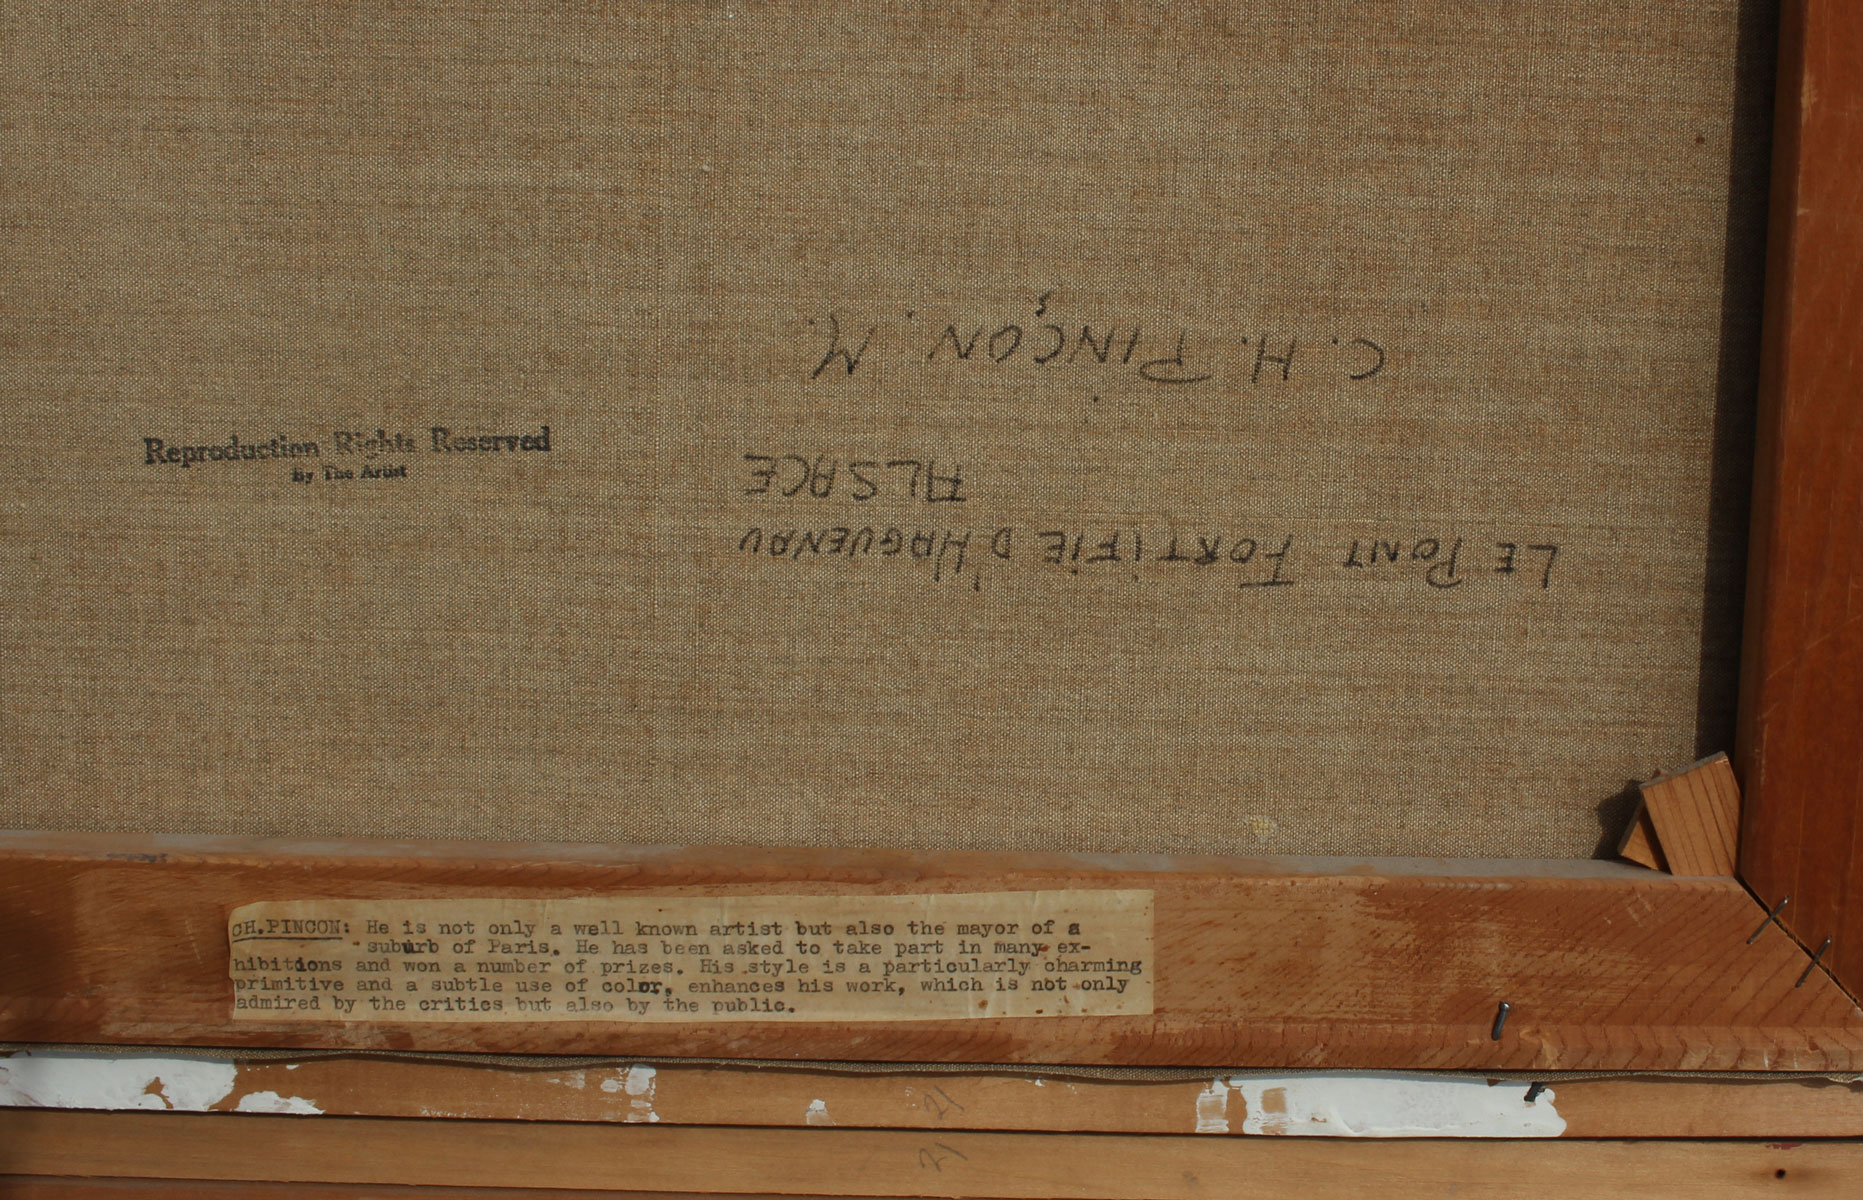 C. H. PINÇON. M.
Reproduction Rights Reserved
By The Artist
LE PONT FORTIFIE D'HAGUENAU
ALSACE
CH.PINCON: He is not only a well known artist but also the mayor of a
suburb of Paris. He has been asked to take part in many ex-
hibitions and won a number of prizes. His style is a particularly charming
primitive and a subtle use of color, enhances his work, which is not only
admired by the critics but also by the public.
21
21